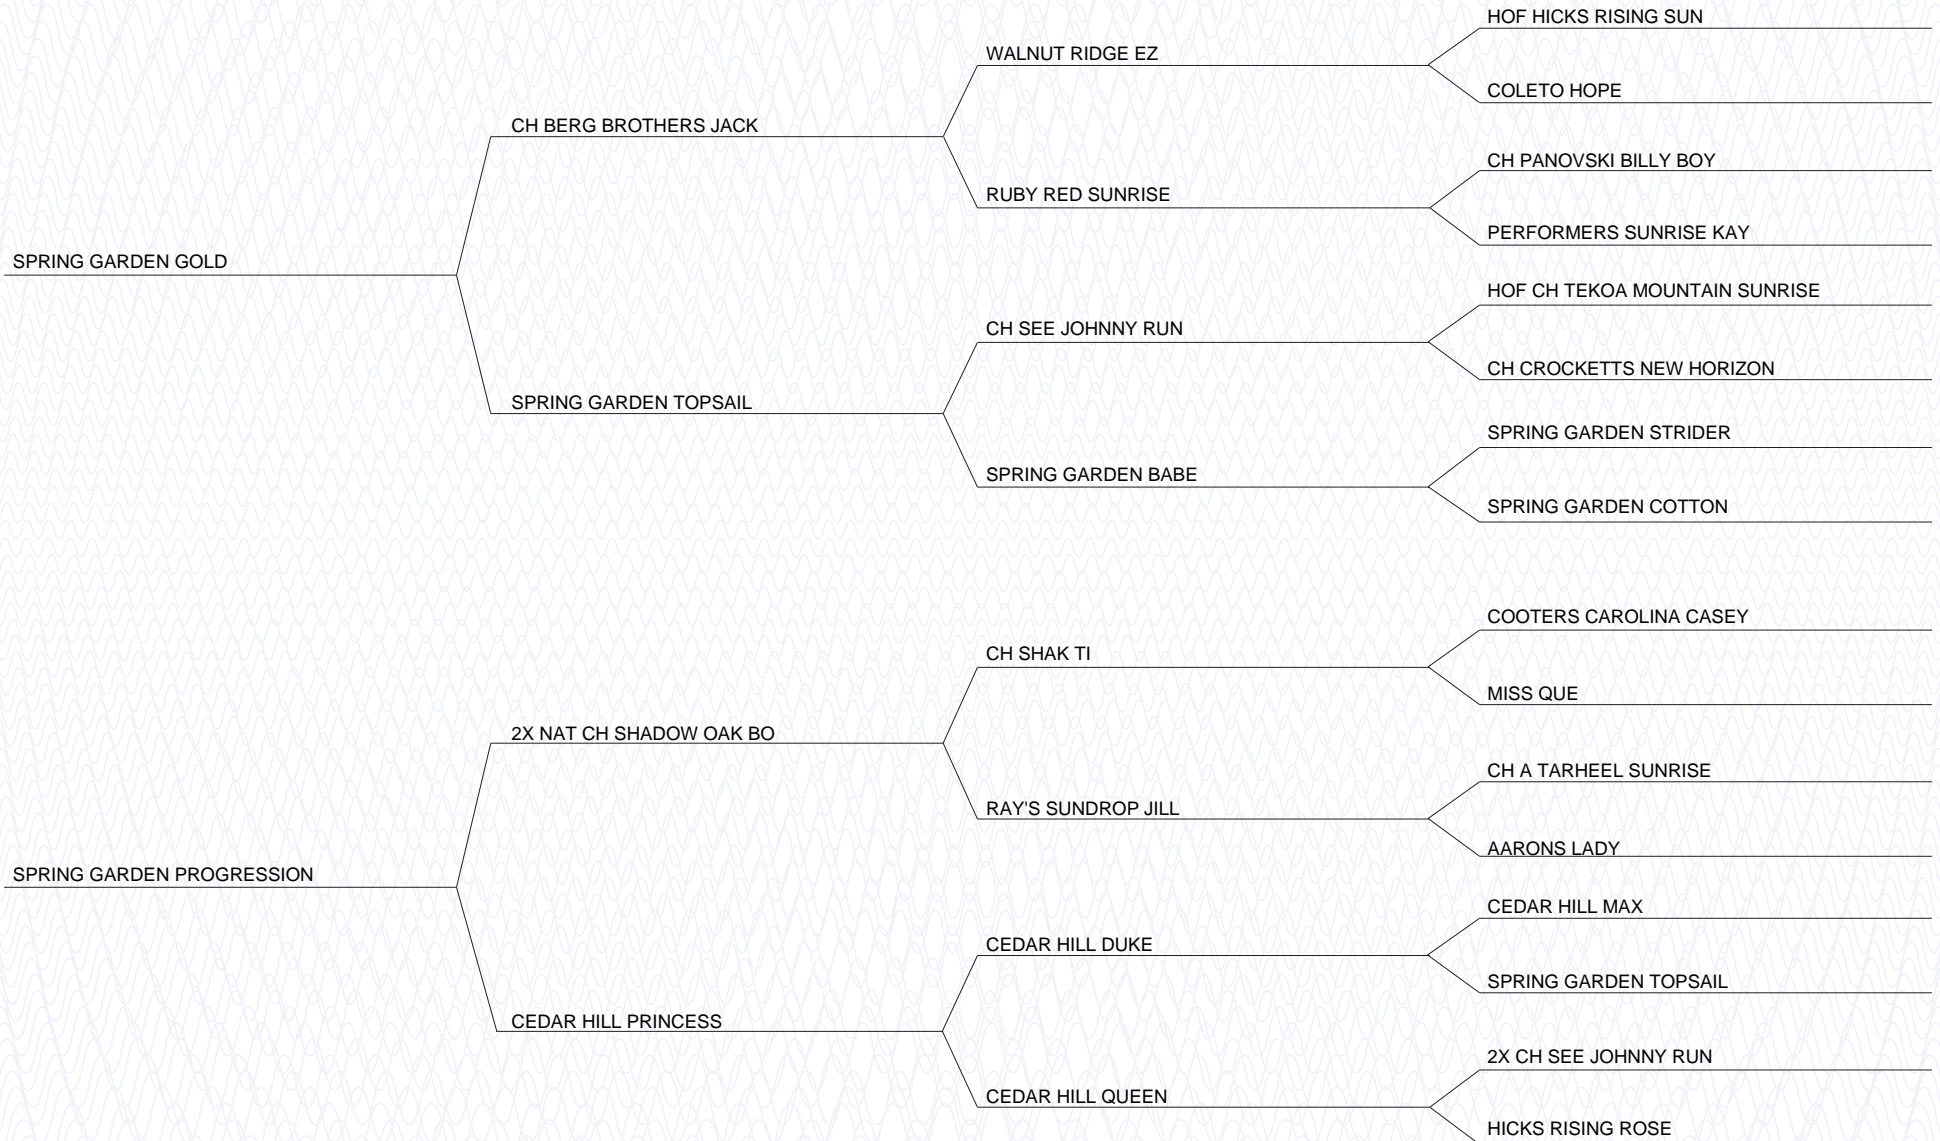 HOF HICKS RISING SUN
WALNUT RIDGE EZ
COLETO HOPE
CH BERG BROTHERS JACK
CH PANOVSKI BILLY BOY
RUBY RED SUNRISE
PERFORMERS SUNRISE KAY
SPRING GARDEN GOLD
HOF CH TEKOA MOUNTAIN SUNRISE
CH SEE JOHNNY RUN
CH CROCKETTS NEW HORIZON
SPRING GARDEN TOPSAIL
SPRING GARDEN STRIDER
SPRING GARDEN BABE
SPRING GARDEN COTTON
COOTERS CAROLINA CASEY
CH SHAK TI
MISS QUE
2X NAT CH SHADOW OAK BO
CH A TARHEEL SUNRISE
RAY'S SUNDROP JILL
AARONS LADY
SPRING GARDEN PROGRESSION
CEDAR HILL MAX
CEDAR HILL DUKE
SPRING GARDEN TOPSAIL
CEDAR HILL PRINCESS
2X CH SEE JOHNNY RUN
CEDAR HILL QUEEN
HICKS RISING ROSE